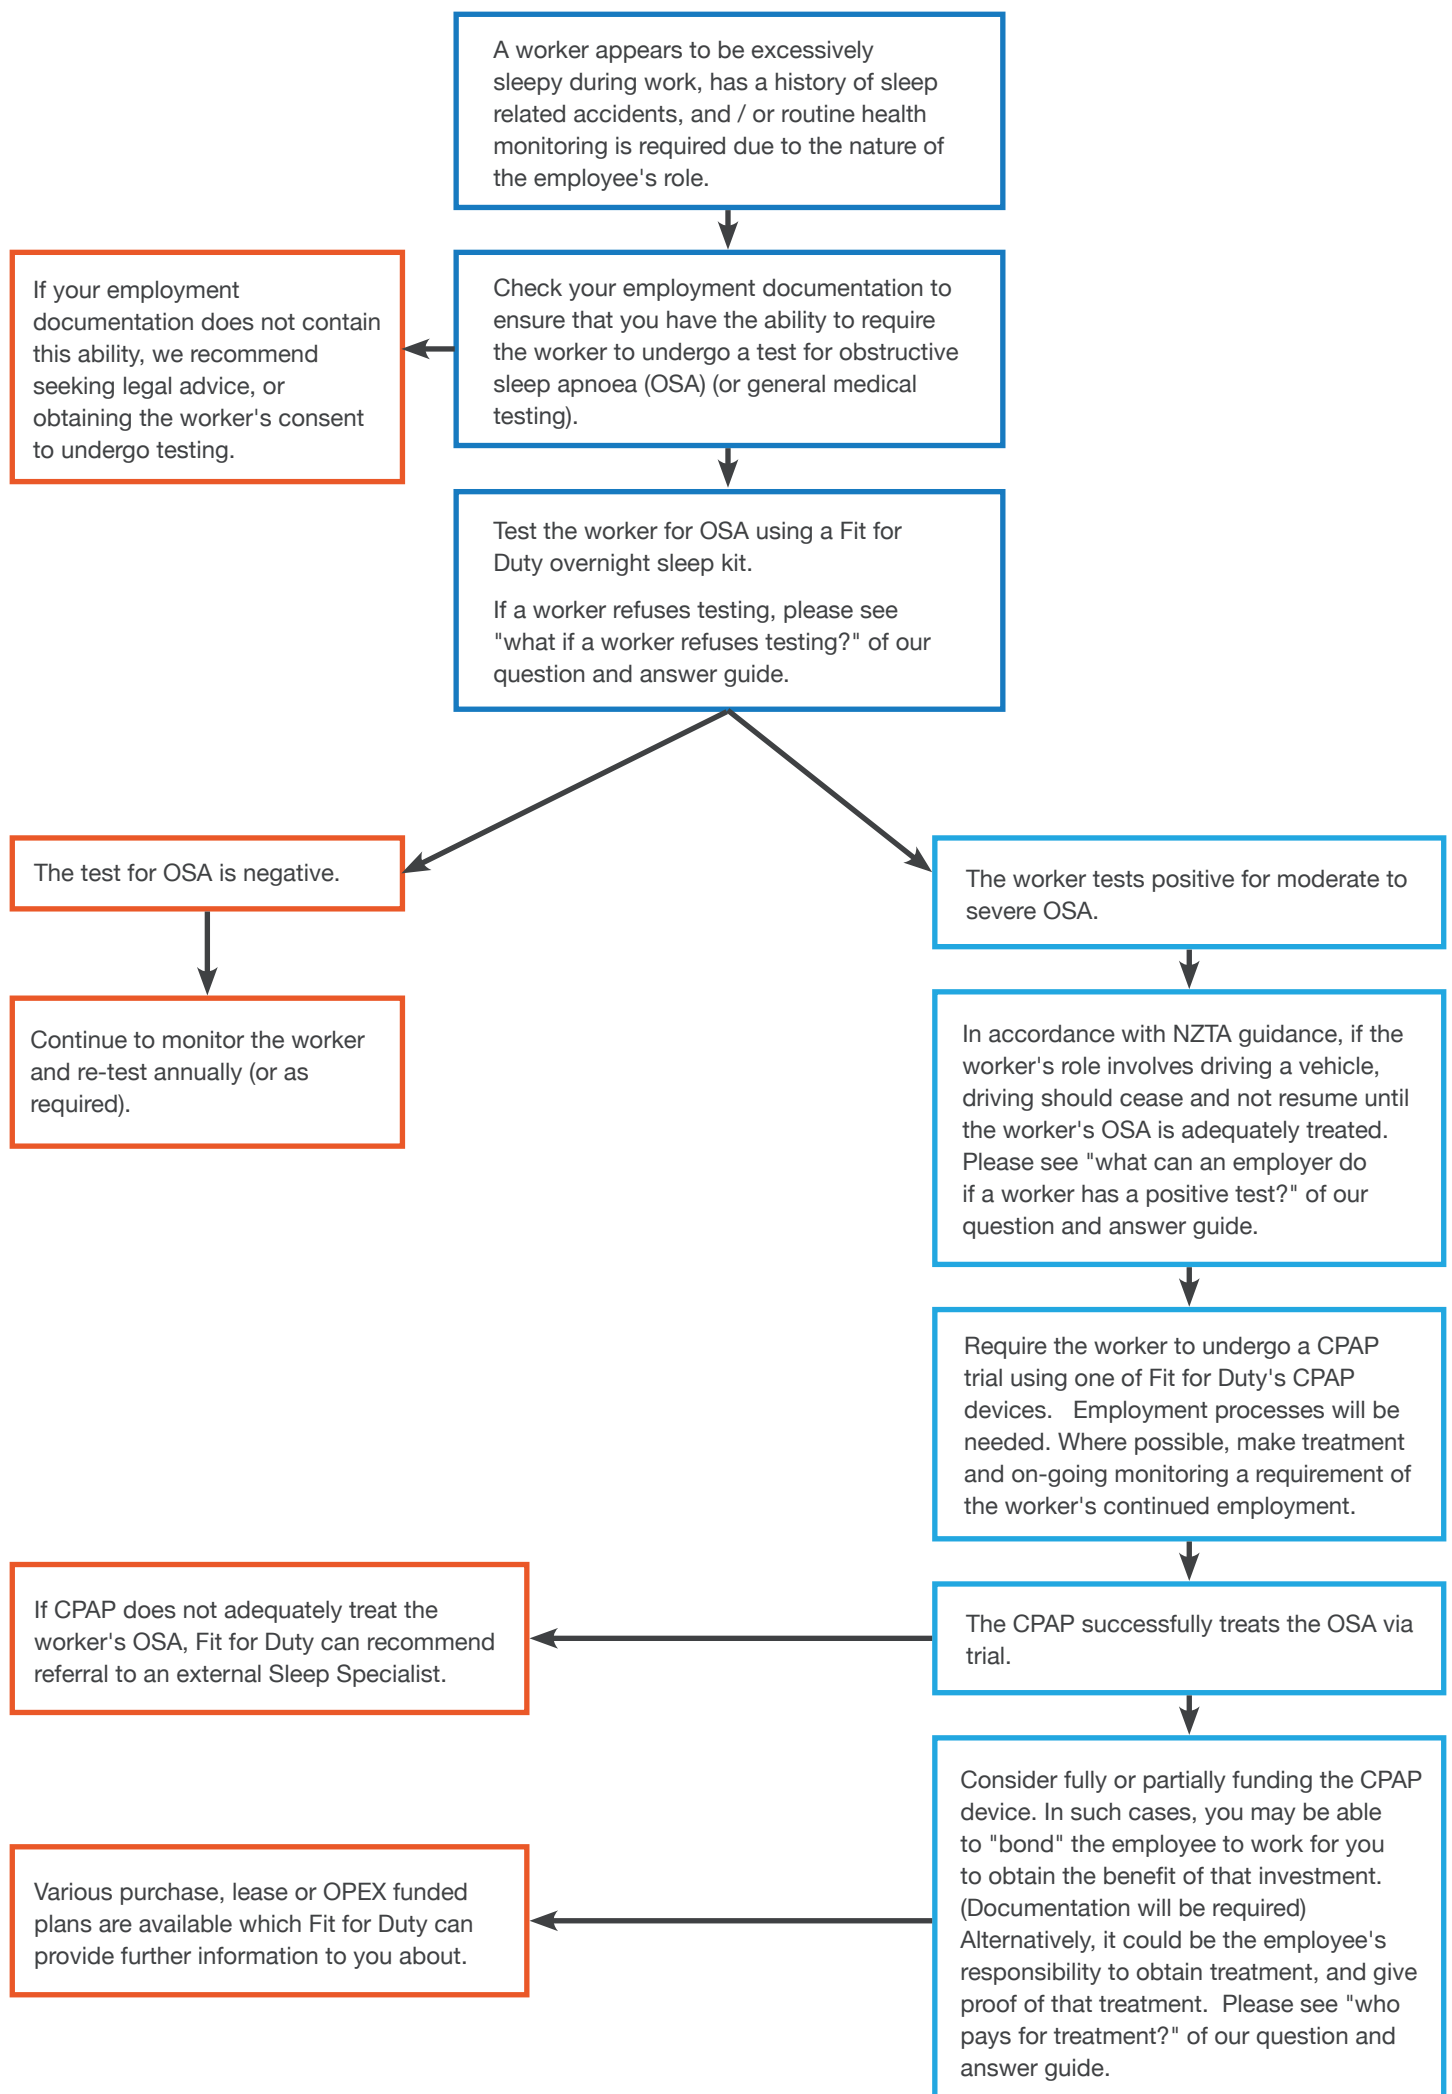 A worker appears to be excessively
sleepy during work, has a history of sleep
related accidents, and / or routine health
monitoring is required due to the nature of
the employee's role.
If your employment
documentation does not contain
this ability, we recommend
seeking legal advice, or
obtaining the worker's consent
to undergo testing.
Check your employment documentation to
ensure that you have the ability to require
the worker to undergo a test for obstructive
sleep apnoea (OSA) (or general medical
testing).
Test the worker for OSA using a Fit for
Duty overnight sleep kit.
If a worker refuses testing, please see
"what if a worker refuses testing?" of our
question and answer guide.
The test for OSA is negative.
Continue to monitor the worker
and re-test annually (or as
required).
The worker tests positive for moderate to
severe OSA.
In accordance with NZTA guidance, if the
worker's role involves driving a vehicle,
driving should cease and not resume until
the worker's OSA is adequately treated.
Please see "what can an employer do
if a worker has a positive test?" of our
question and answer guide.
Require the worker to undergo a CPAP
trial using one of Fit for Duty's CPAP
devices.   Employment processes will be
needed. Where possible, make treatment
and on-going monitoring a requirement of
the worker's continued employment.
The CPAP successfully treats the OSA via
trial.
If CPAP does not adequately treat the
worker's OSA, Fit for Duty can recommend
referral to an external Sleep Specialist.
Consider fully or partially funding the CPAP
device. In such cases, you may be able
to "bond" the employee to work for you
to obtain the benefit of that investment.
(Documentation will be required)
Alternatively, it could be the employee's
responsibility to obtain treatment, and give
proof of that treatment.  Please see "who
pays for treatment?" of our question and
answer guide.
Various purchase, lease or OPEX funded
plans are available which Fit for Duty can
provide further information to you about.